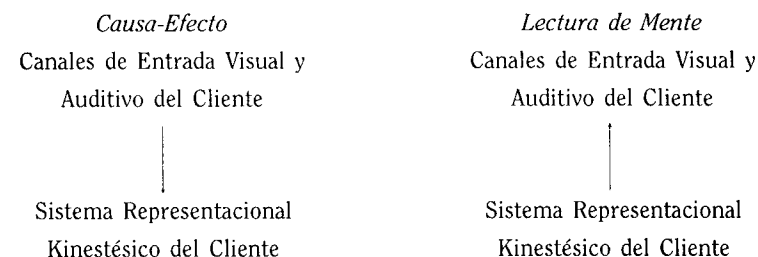 Causa-Efecto
Canales de Entrada Visual y
Auditivo del Cliente
Sistema Representacional
Kinestésico del Cliente
Lectura de Mente
Canales de Entrada Visual y
Auditivo del Cliente
Sistema Representacional
Kinestésico del Cliente